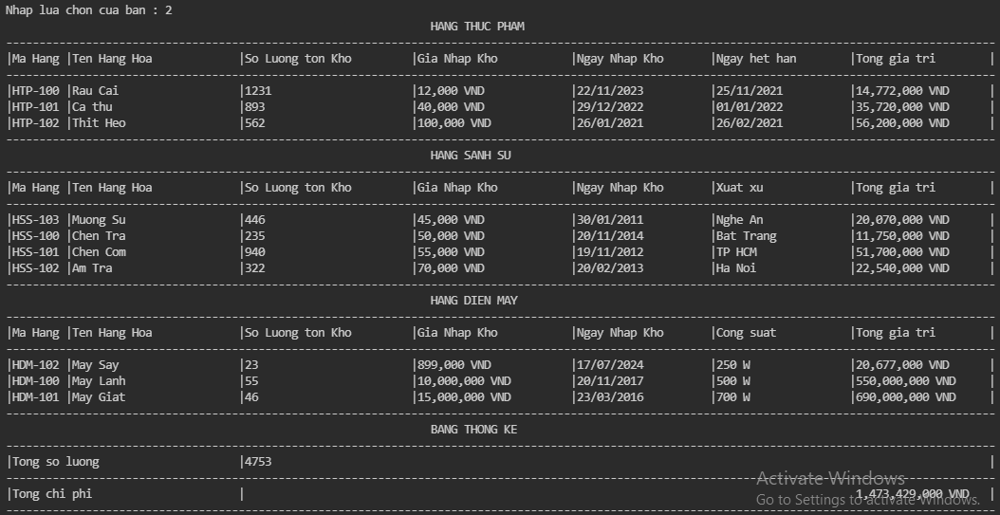 Nhap lua chon cua ban : 2
HANG THUC PHAM
|Ma Hang |Ten Hang Hoa |So Luong ton Kho |Gia Nhap Kho |Ngay Nhap Kho |Ngay het han |Tong gia tri |
|HTP-100 |Rau Cai |1231 |12,000 VND |22/11/2023 |25/11/2021 |14,772,000 VND |
|HTP-101 |Ca thu |893 |40,000 VND |29/12/2022 |01/01/2022 |35,720,000 VND |
|HTP-102 |Thit Heo |562 |100,000 VND |26/01/2021 |26/02/2021 |56,200,000 VND |
HANG SANH SU
|Ma Hang |Ten Hang Hoa |So Luong ton Kho |Gia Nhap Kho |Ngay Nhap Kho |Xuat xu |Tong gia tri |
|HSS-103 |Muong Su |446 |45,000 VND |30/01/2011 |Nghe An |20,070,000 VND |
|HSS-100 |Chen Tra |235 |50,000 VND |20/11/2014 |Bat Trang |11,750,000 VND |
|HSS-101 |Chen Com |940 |55,000 VND |19/11/2012 |TP HCM |51,700,000 VND |
|HSS-102 |Am Tra |322 |70,000 VND |20/02/2013 |Ha Noi |22,540,000 VND |
HANG DIEN MAY
|Ma Hang |Ten Hang Hoa |So Luong ton Kho |Gia Nhap Kho |Ngay Nhap Kho |Cong suat |Tong gia tri |
|HDM-102 |May Say |23 |899,000 VND |17/07/2024 |250 W |20,677,000 VND |
|HDM-100 |May Lanh |55 |10,000,000 VND |20/11/2017 |500 W |550,000,000 VND |
|HDM-101 |May Giat |46 |15,000,000 VND |23/03/2016 |700 W |690,000,000 VND |
BANG THONG KE
|Tong so luong |4753 |
|Tong chi phi | 1,473,429,000 VND |
Activate Windows
Go to Settings to activate Windows.